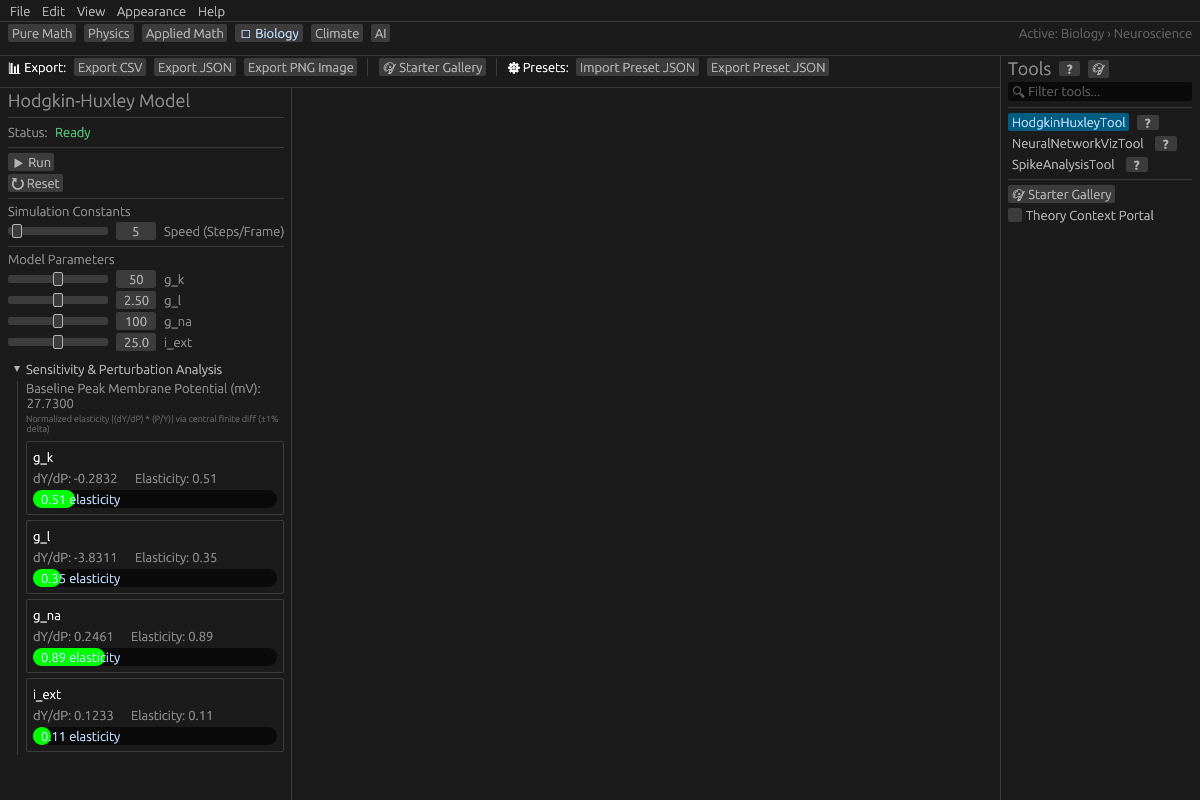 File Edit View Appearance Help
Pure Math Physics Applied Math Biology Climate AI Active: Biology › Neuroscience
Export: Export CSV Export JSON Export PNG Image Starter Gallery Presets: Import Preset JSON Export Preset JSON
Hodgkin-Huxley Model
Status: Ready
Run
Reset
Simulation Constants
5 Speed (Steps/Frame)
Model Parameters
50 g_k
2.50 g_l
100 g_na
25.0 i_ext
Sensitivity & Perturbation Analysis
Baseline Peak Membrane Potential (mV):
27.7300
Normalized elasticity |(dY/dP) * (P/Y)| via central finite diff (±1%
delta)
g_k
dY/dP: -0.2832 Elasticity: 0.51
0.51 elasticity
g_l
dY/dP: -3.8311 Elasticity: 0.35
0.35 elasticity
g_na
dY/dP: 0.2461 Elasticity: 0.89
0.89 elasticity
i_ext
dY/dP: 0.1233 Elasticity: 0.11
0.11 elasticity
Tools ?
Filter tools...
HodgkinHuxleyTool ?
NeuralNetworkVizTool ?
SpikeAnalysisTool ?
Starter Gallery
Theory Context Portal